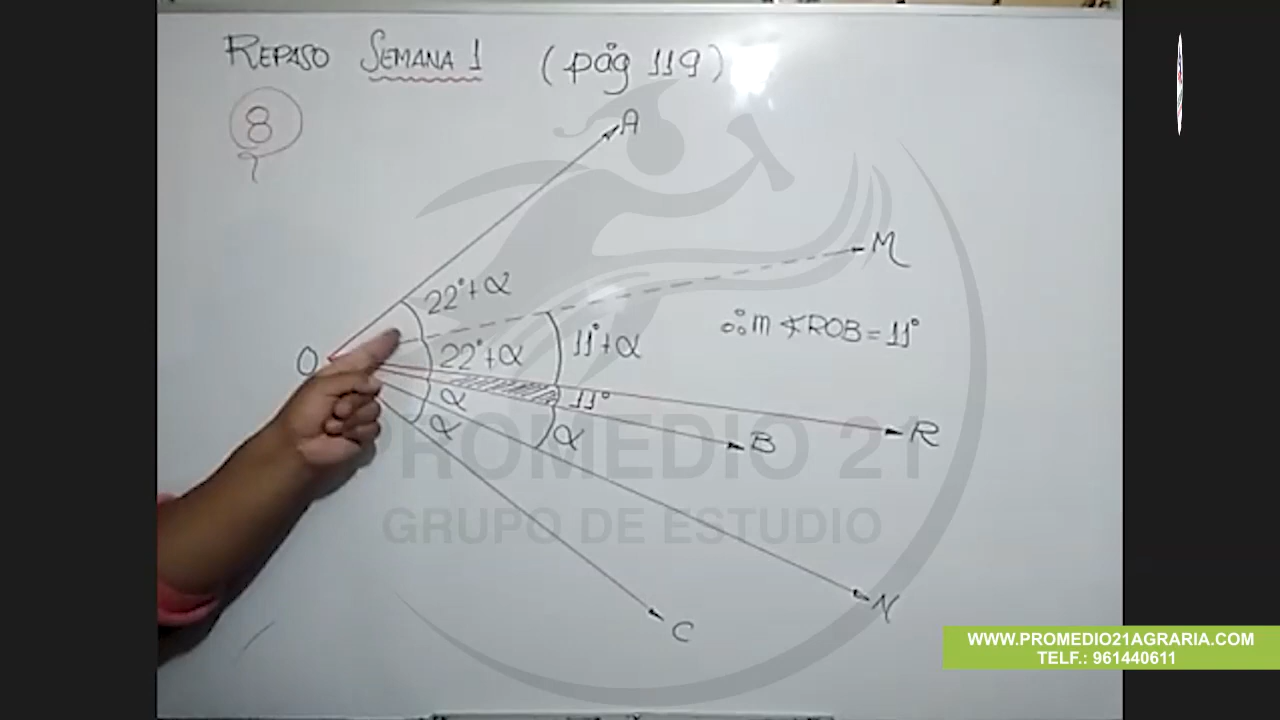 REPASO SEMANA 1 (pág 119)
8
A
M
22°+α
∴ m∢ROB = 11°
O
22°+α
11°+α
α
11°
R
α
α
B
N
C
PROMEDIO 21
GRUPO DE ESTUDIO
WWW.PROMEDIO21AGRARIA.COM
TELF.: 961440611